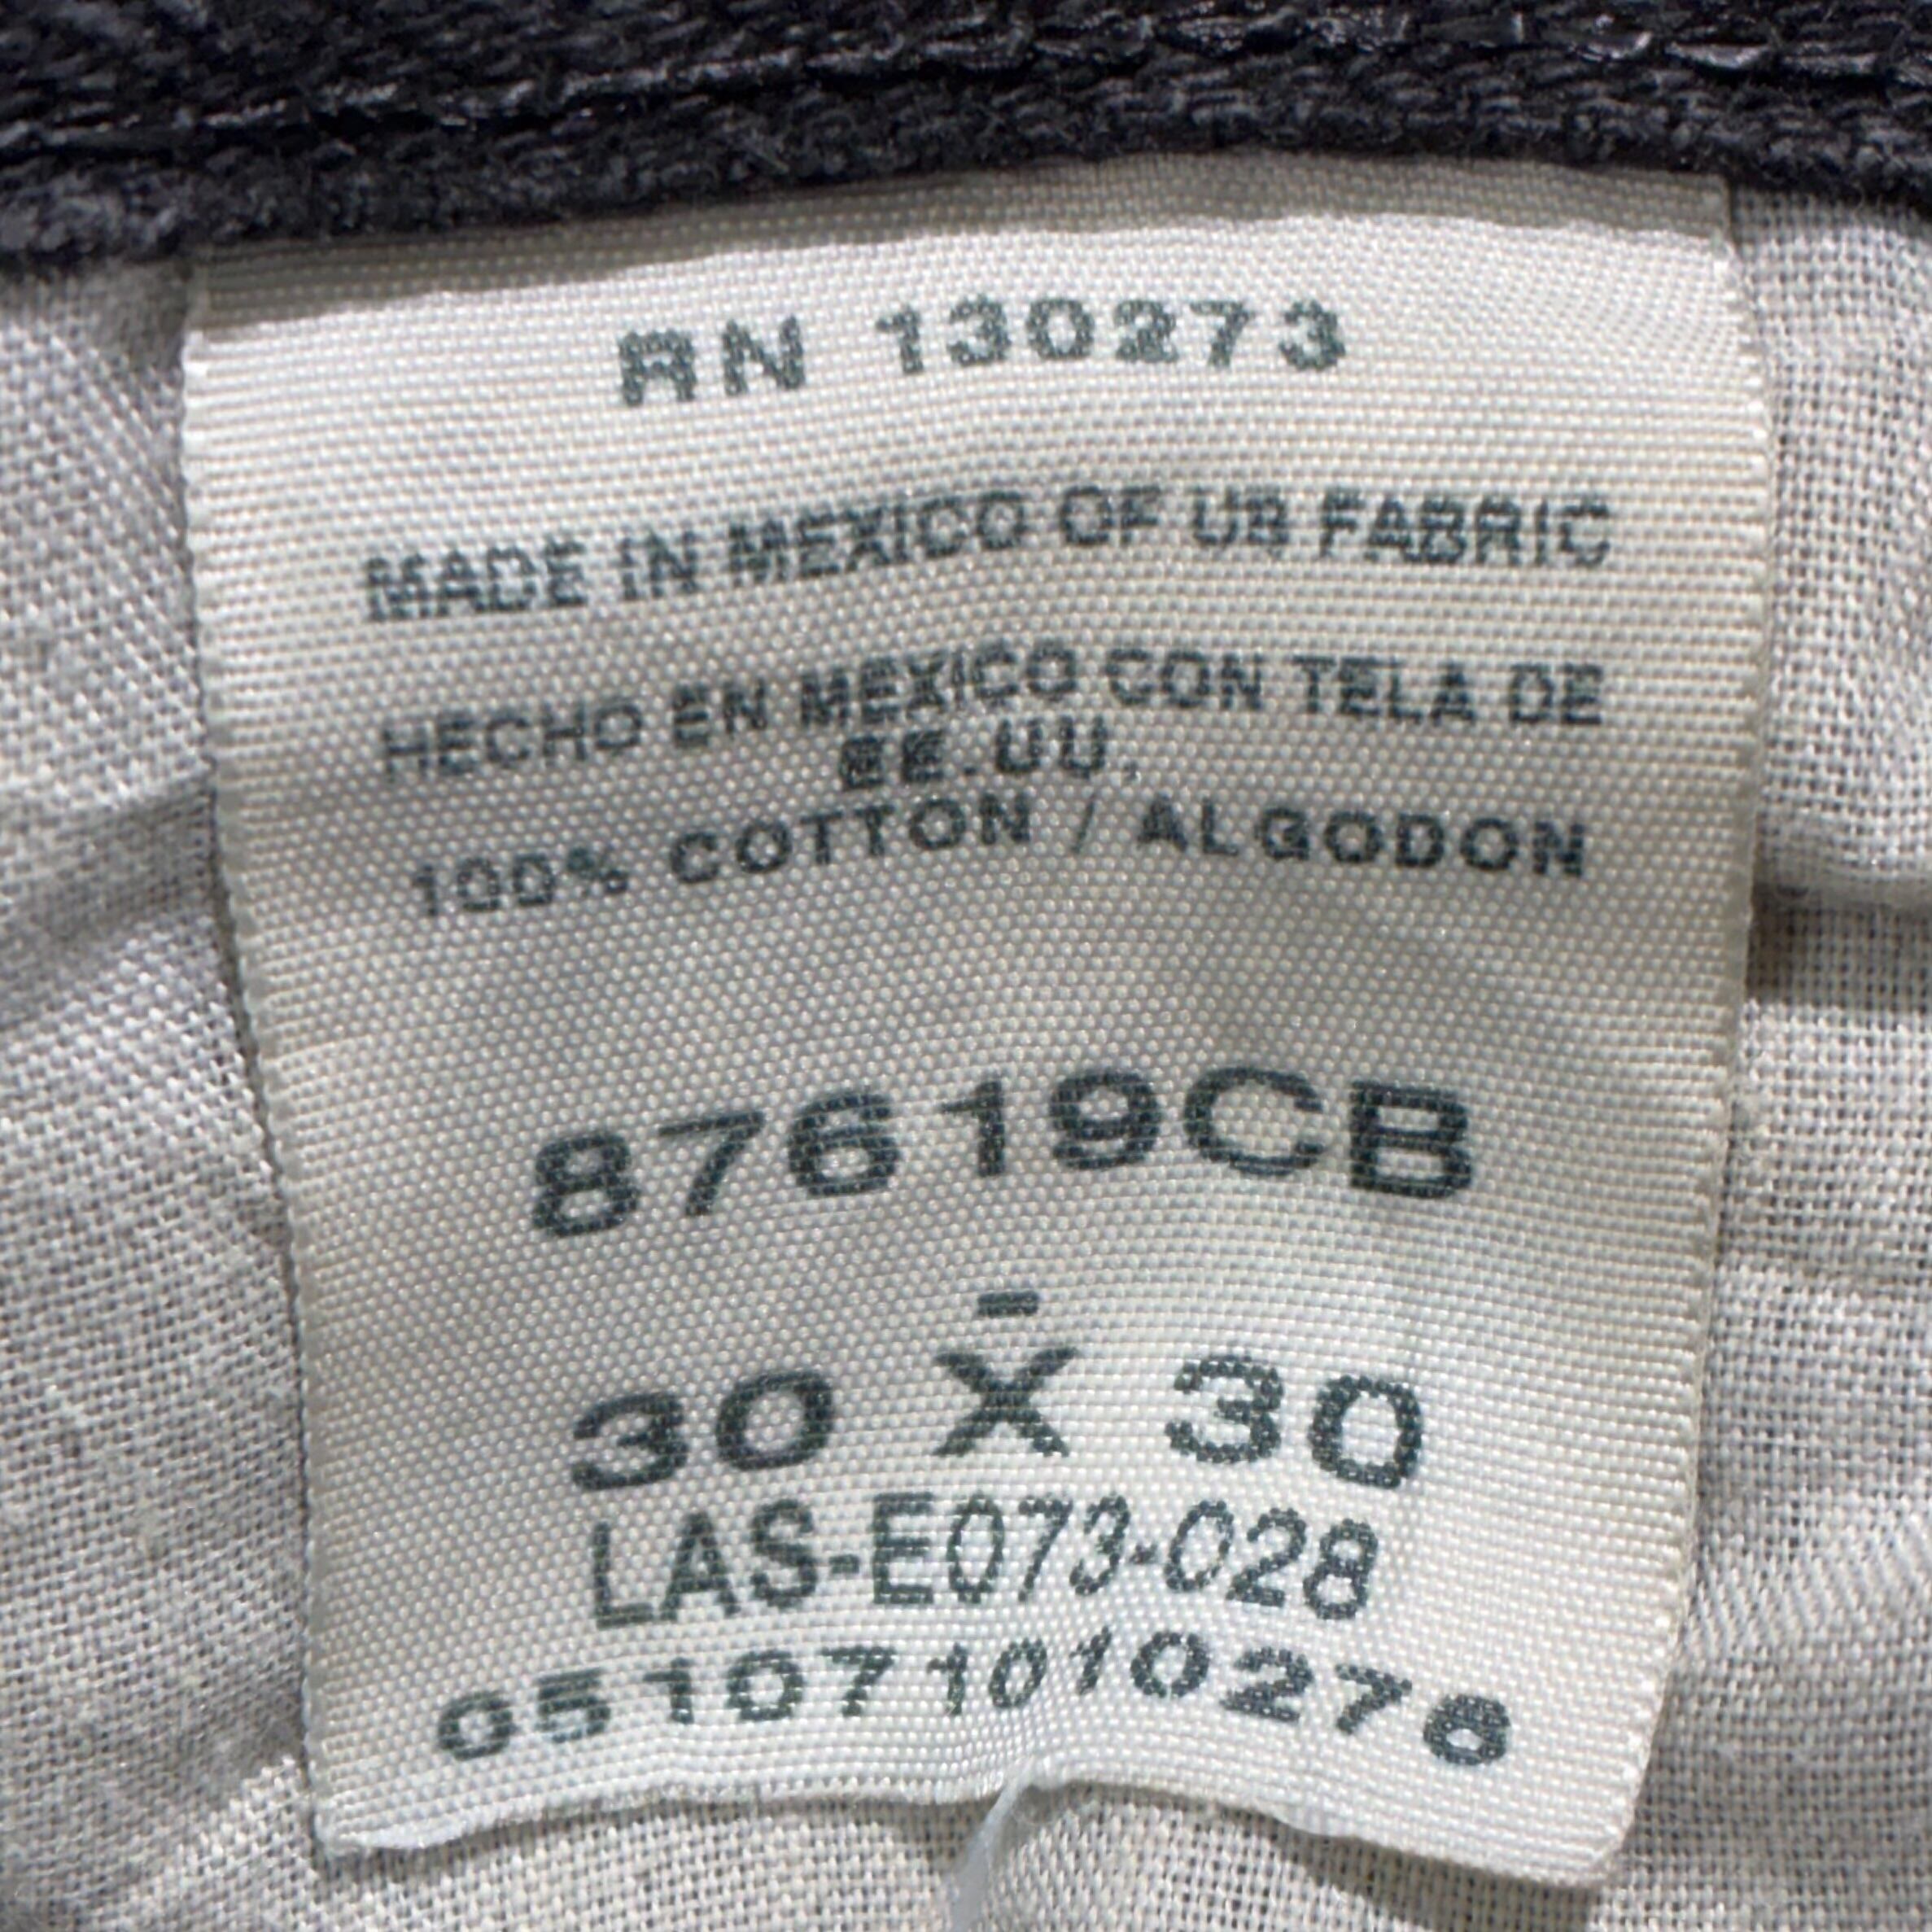 RN 130273
MADE IN MEXICO OF US FABRIC
HECHO EN MEXICO CON TELA DE
EE.UU.
100% COTTON / ALGODON
87619CB
-
30 X 30
LAS-E073-028
051071010276